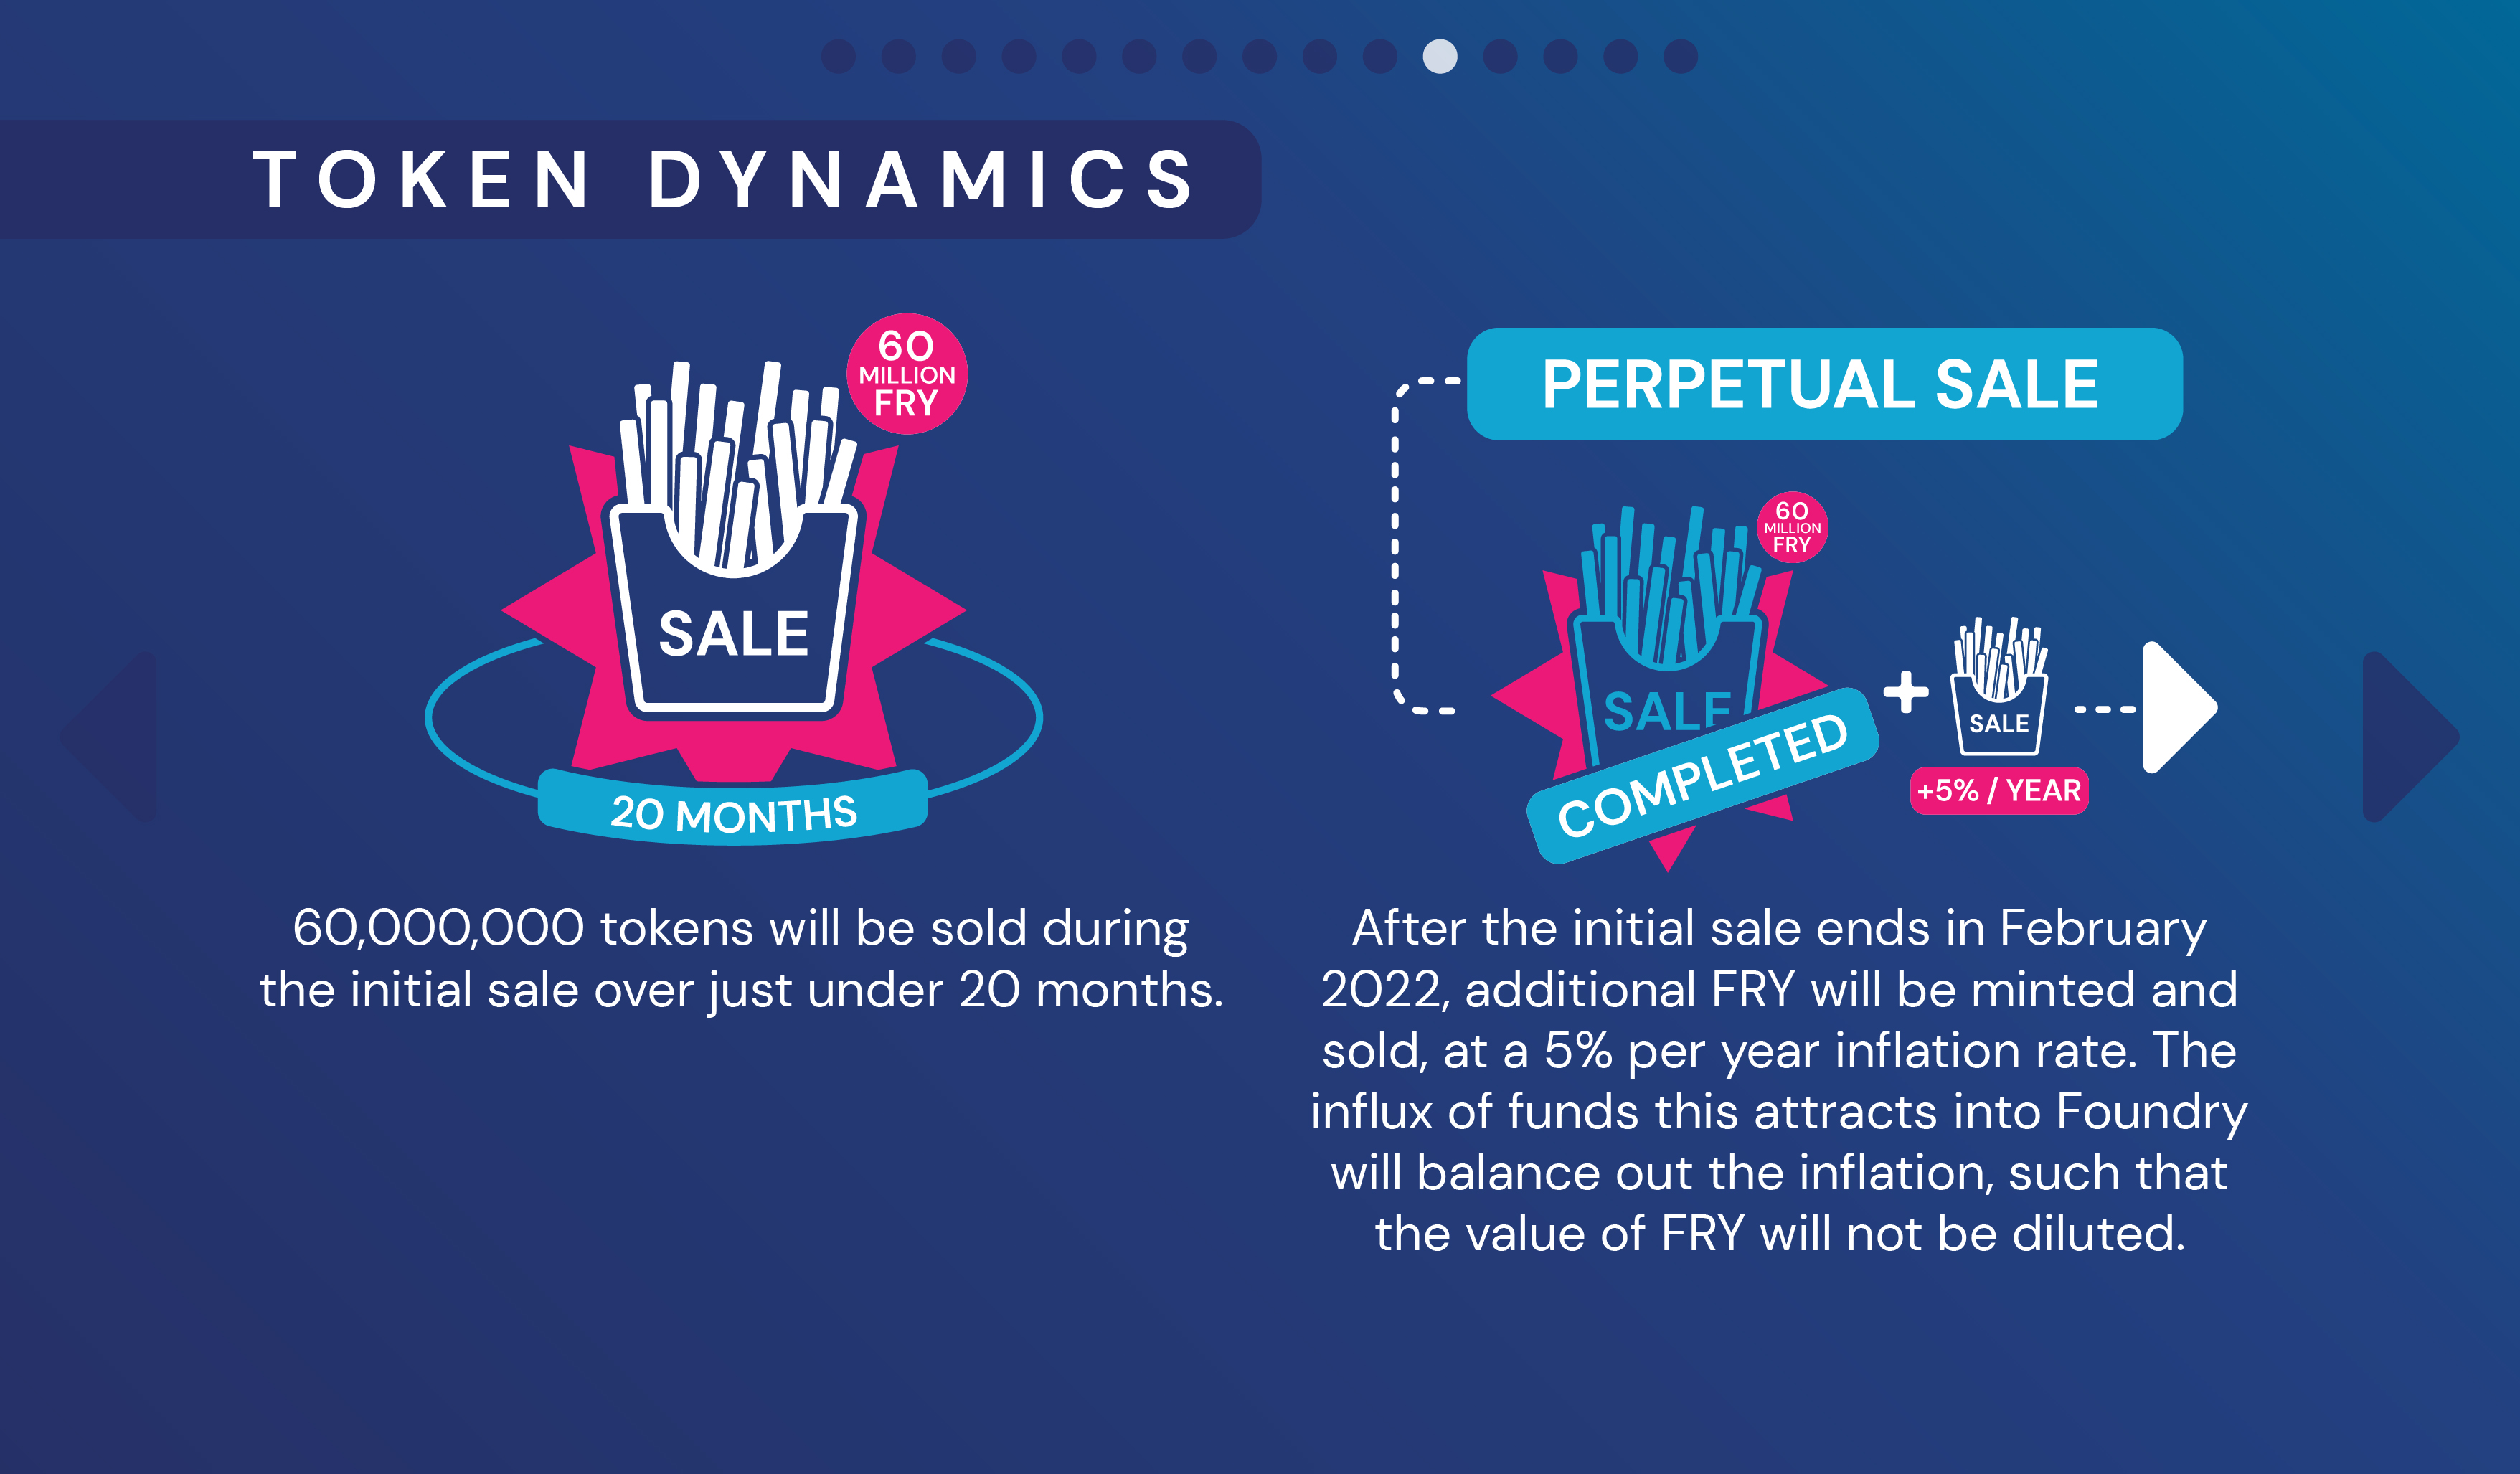 TOKEN DYNAMICS
60
MILLION
FRY
SALE
20 MONTHS
60,000,000 tokens will be sold during
the initial sale over just under 20 months.
PERPETUAL SALE
60
MILLION
FRY
SALE
COMPLETED
SALE
+5% / YEAR
After the initial sale ends in February
2022, additional FRY will be minted and
sold, at a 5% per year inflation rate. The
influx of funds this attracts into Foundry
will balance out the inflation, such that
the value of FRY will not be diluted.